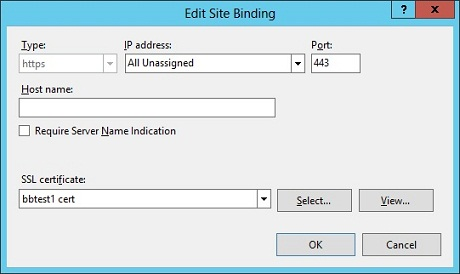 Edit Site Binding
? X
Type: IP address: Port:
https All Unassigned 443
Host name:
Require Server Name Indication
SSL certificate:
bbtest1 cert Select... View...
OK Cancel